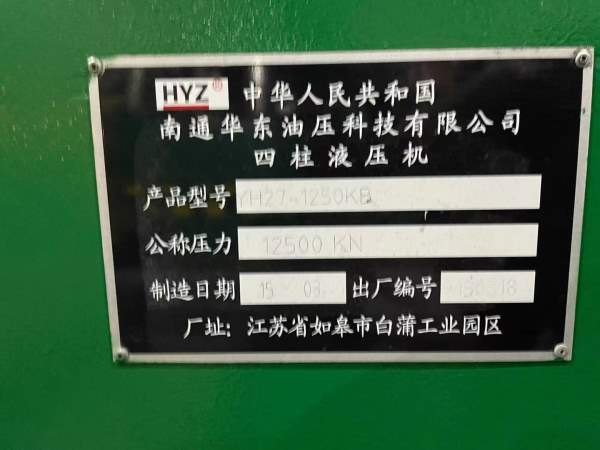 HYZ 中华人民共和国
南通华东油压科技有限公司
四柱液压机
产品型号 YH27-1250KB
公称压力 12500 KN
制造日期 15 03 出厂编号
厂址：江苏省如皋市白蒲工业园区